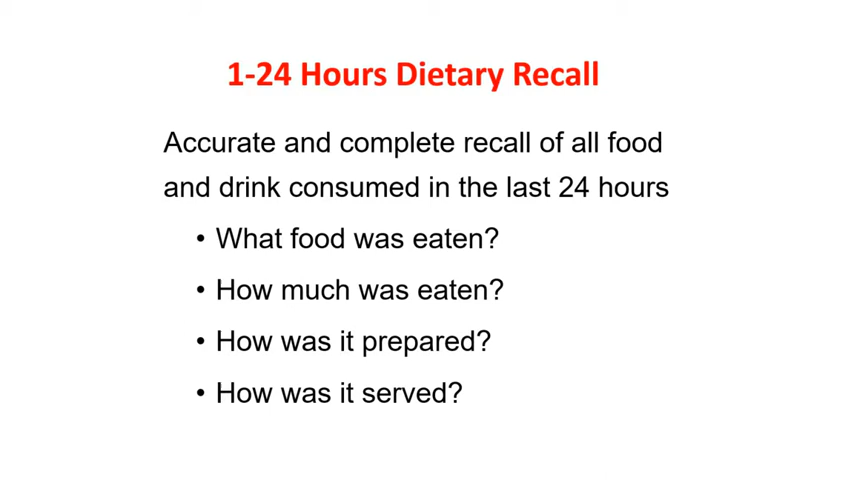 1-24 Hours Dietary Recall
Accurate and complete recall of all food
and drink consumed in the last 24 hours
• What food was eaten?
• How much was eaten?
• How was it prepared?
• How was it served?